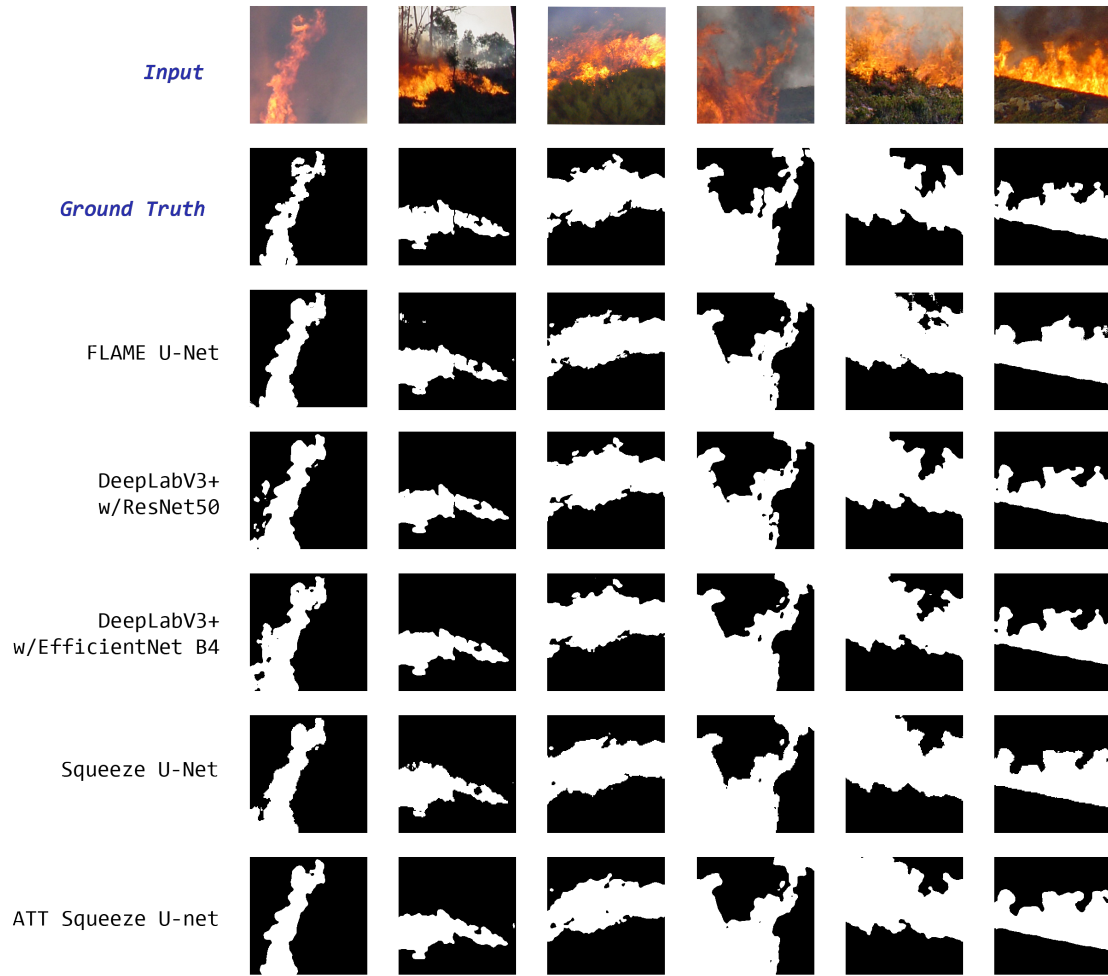 Input
Ground Truth
FLAME U-Net
DeepLabV3+
w/ResNet50
DeepLabV3+
w/EfficientNet B4
Squeeze U-Net
ATT Squeeze U-net